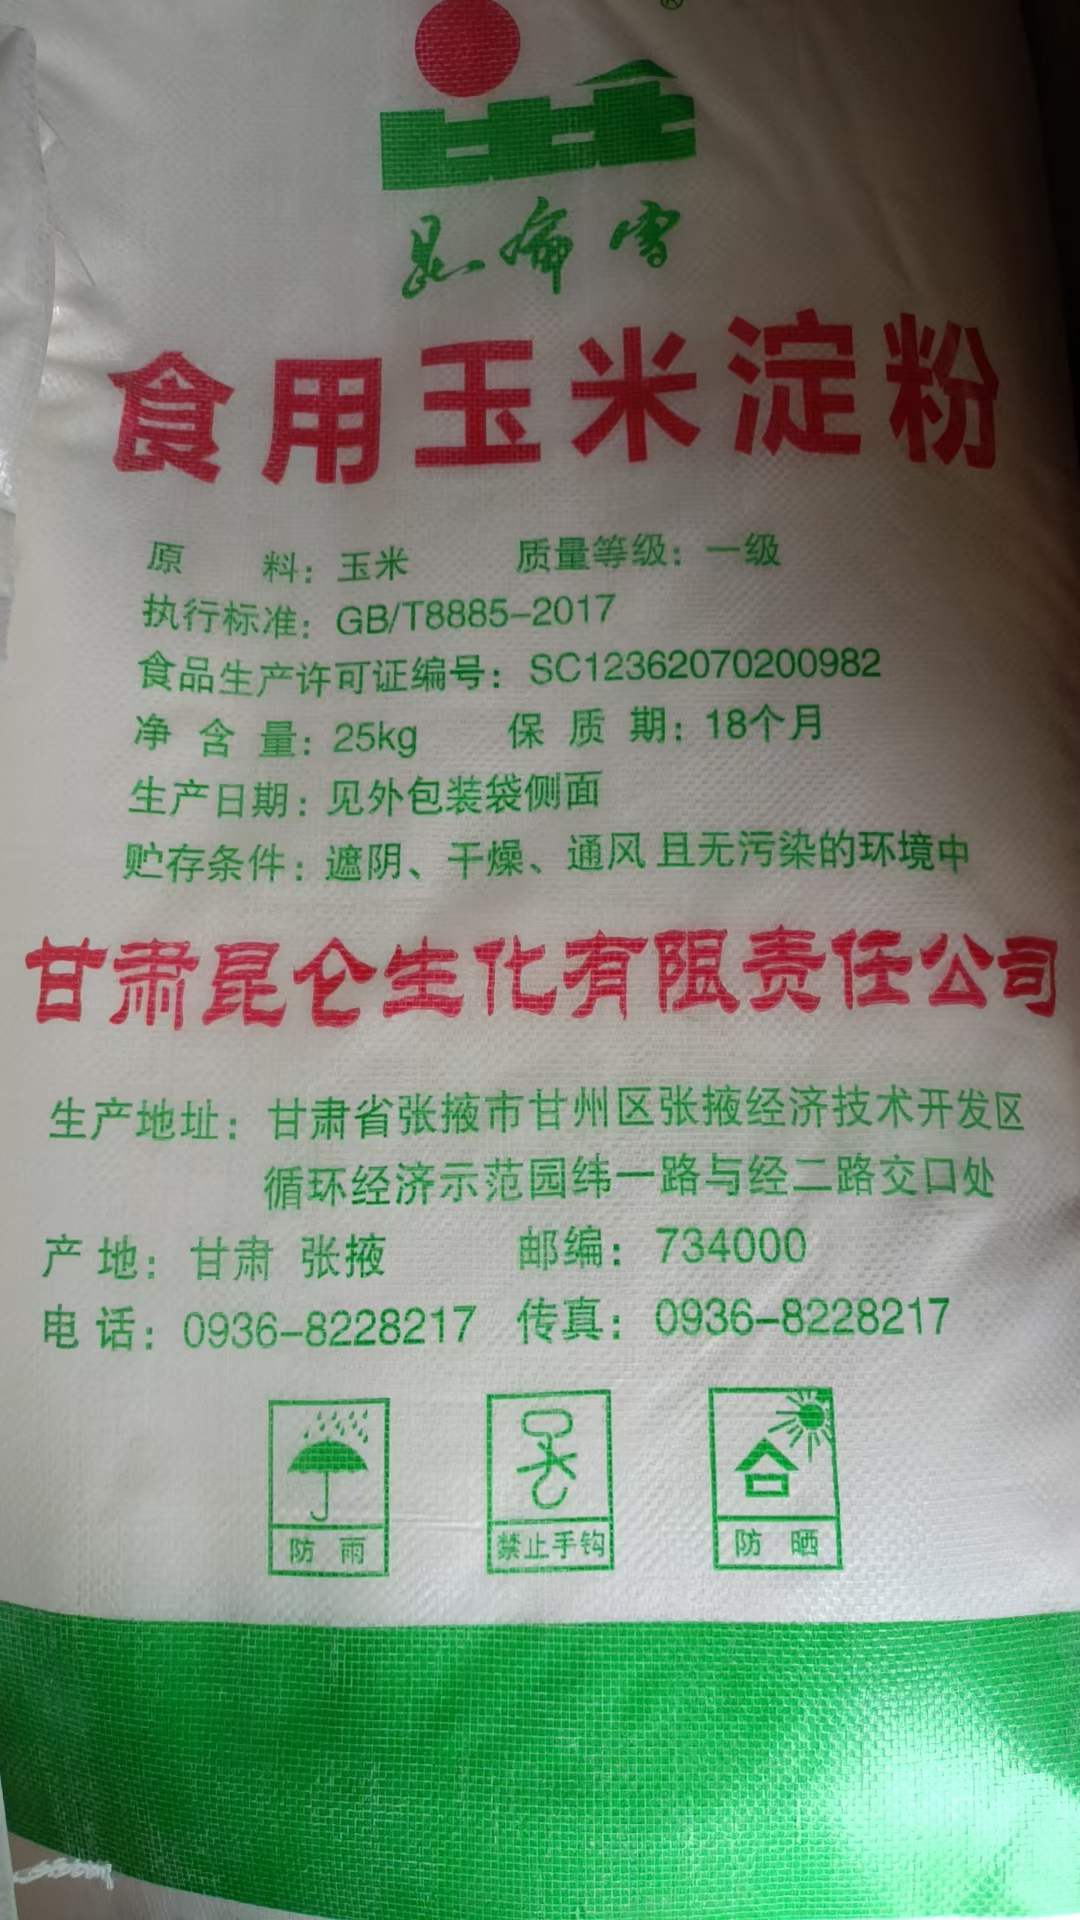 ®
昆崙雪
食用玉米淀粉
原 料：玉米 质量等级：一级
执行标准：GB/T8885-2017
食品生产许可证编号：SC12362070200982
净含量：25kg 保质期：18个月
生产日期：见外包装袋侧面
贮存条件：遮阴、干燥、通风且无污染的环境中
甘肃昆仑生化有限责任公司
生产地址：甘肃省张掖市甘州区张掖经济技术开发区
循环经济示范园纬一路与经二路交口处
产地：甘肃 张掖 邮编：734000
电话：0936-8228217 传真：0936-8228217
防雨 禁止手钩 防晒